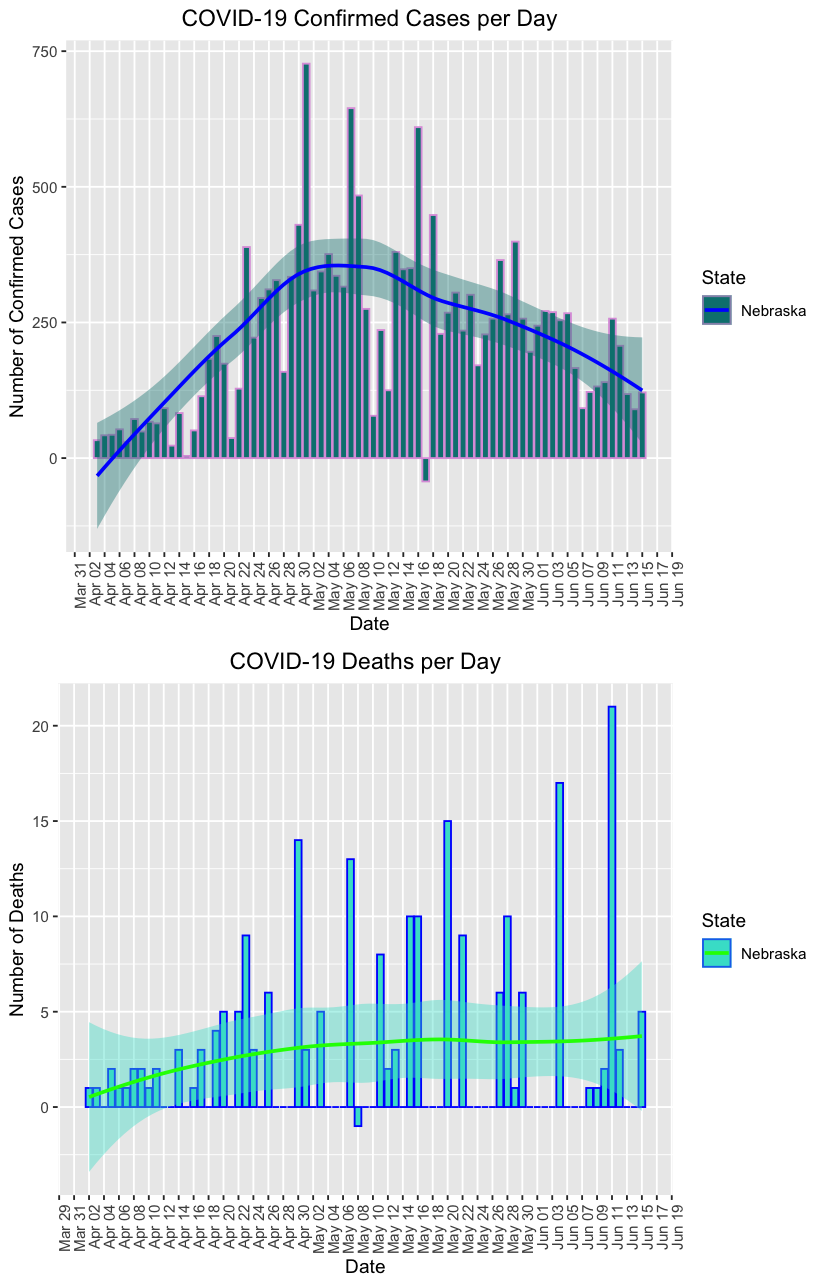 COVID-19 Confirmed Cases per Day
Number of Confirmed Cases
750
500
250
0
Mar 31
Apr 02
Apr 04
Apr 06
Apr 08
Apr 10
Apr 12
Apr 14
Apr 16
Apr 18
Apr 20
Apr 22
Apr 24
Apr 26
Apr 28
Apr 30
May 02
May 04
May 06
May 08
May 10
May 12
May 14
May 16
May 18
May 20
May 22
May 24
May 26
May 28
May 30
Jun 01
Jun 03
Jun 05
Jun 07
Jun 09
Jun 11
Jun 13
Jun 15
Jun 17
Jun 19
Date
State
Nebraska
COVID-19 Deaths per Day
Number of Deaths
20
15
10
5
0
Mar 29
Mar 31
Apr 02
Apr 04
Apr 06
Apr 08
Apr 10
Apr 12
Apr 14
Apr 16
Apr 18
Apr 20
Apr 22
Apr 24
Apr 26
Apr 28
Apr 30
May 02
May 04
May 06
May 08
May 10
May 12
May 14
May 16
May 18
May 20
May 22
May 24
May 26
May 28
May 30
Jun 01
Jun 03
Jun 05
Jun 07
Jun 09
Jun 11
Jun 13
Jun 15
Jun 17
Jun 19
Date
State
Nebraska